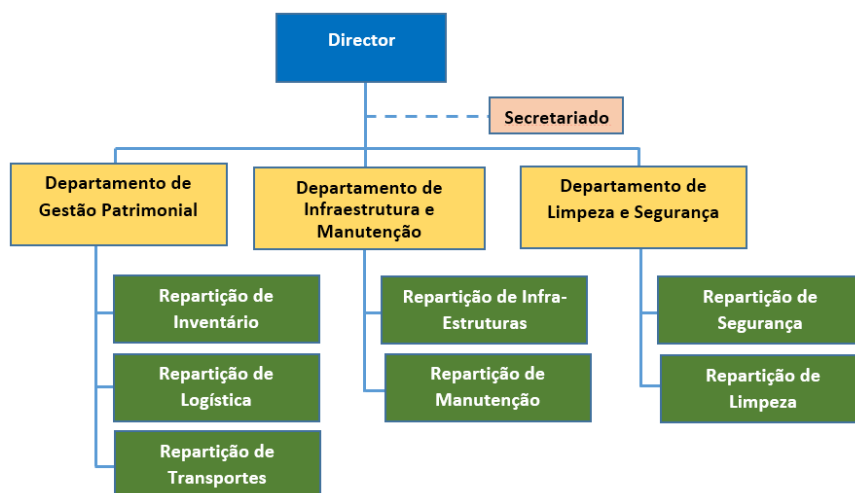 Director
Secretariado
Departamento de
Gestão Patrimonial
Departamento de
Infraestrutura e
Manutenção
Departamento de
Limpeza e Segurança
Repartição de
Inventário
Repartição de Infra-
Estruturas
Repartição de
Segurança
Repartição de
Logística
Repartição de
Manutenção
Repartição de
Limpeza
Repartição de
Transportes